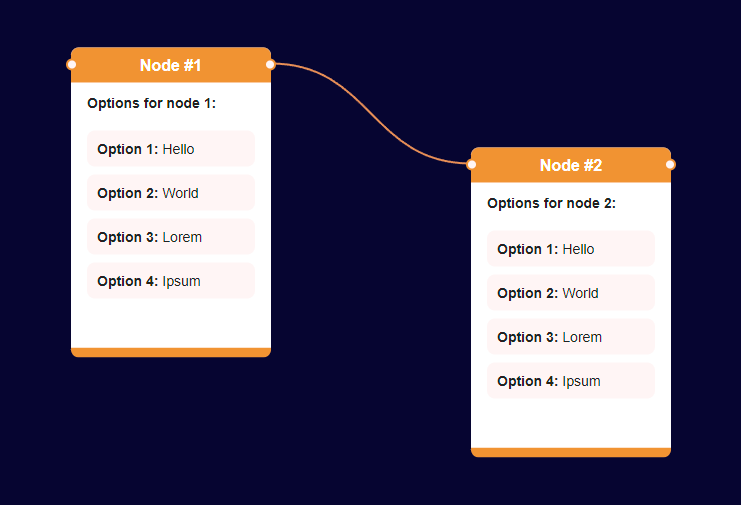 Node #1
Options for node 1:
Option 1: Hello
Option 2: World
Option 3: Lorem
Option 4: Ipsum
Node #2
Options for node 2:
Option 1: Hello
Option 2: World
Option 3: Lorem
Option 4: Ipsum